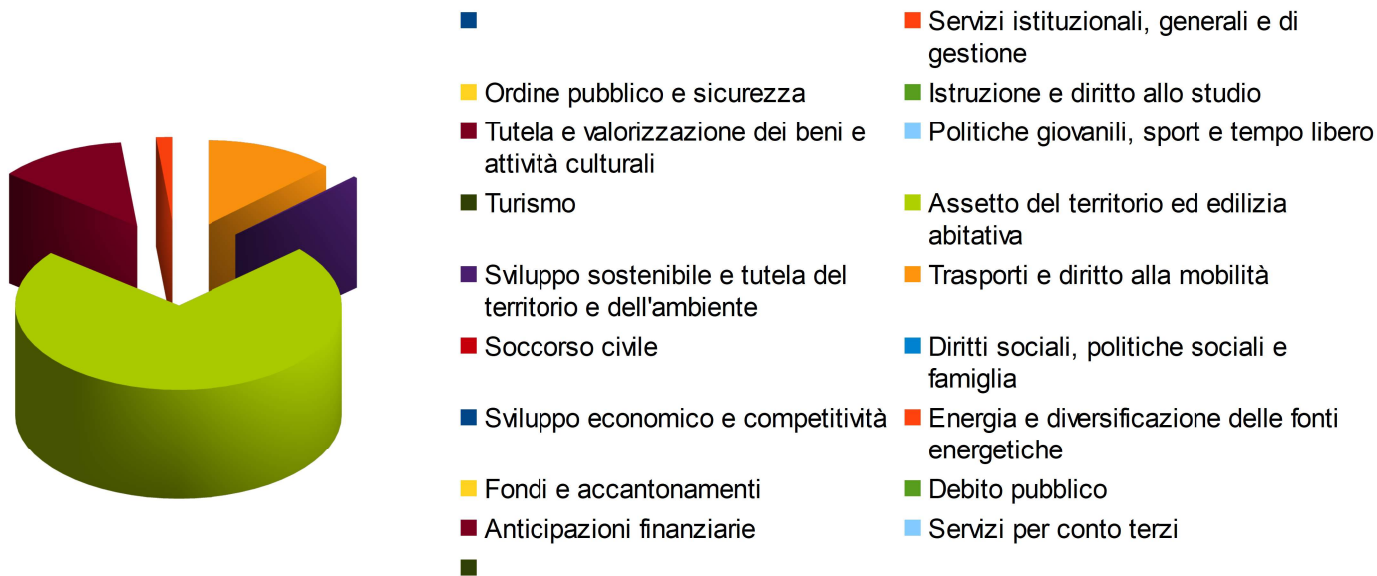 Servizi istituzionali, generali e di
gestione
Ordine pubblico e sicurezza
Istruzione e diritto allo studio
Tutela e valorizzazione dei beni e
attività culturali
Politiche giovanili, sport e tempo libero
Turismo
Assetto del territorio ed edilizia
abitativa
Sviluppo sostenibile e tutela del
territorio e dell'ambiente
Trasporti e diritto alla mobilità
Soccorso civile
Diritti sociali, politiche sociali e
famiglia
Sviluppo economico e competitività
Energia e diversificazione delle fonti
energetiche
Fondi e accantonamenti
Debito pubblico
Anticipazioni finanziarie
Servizi per conto terzi